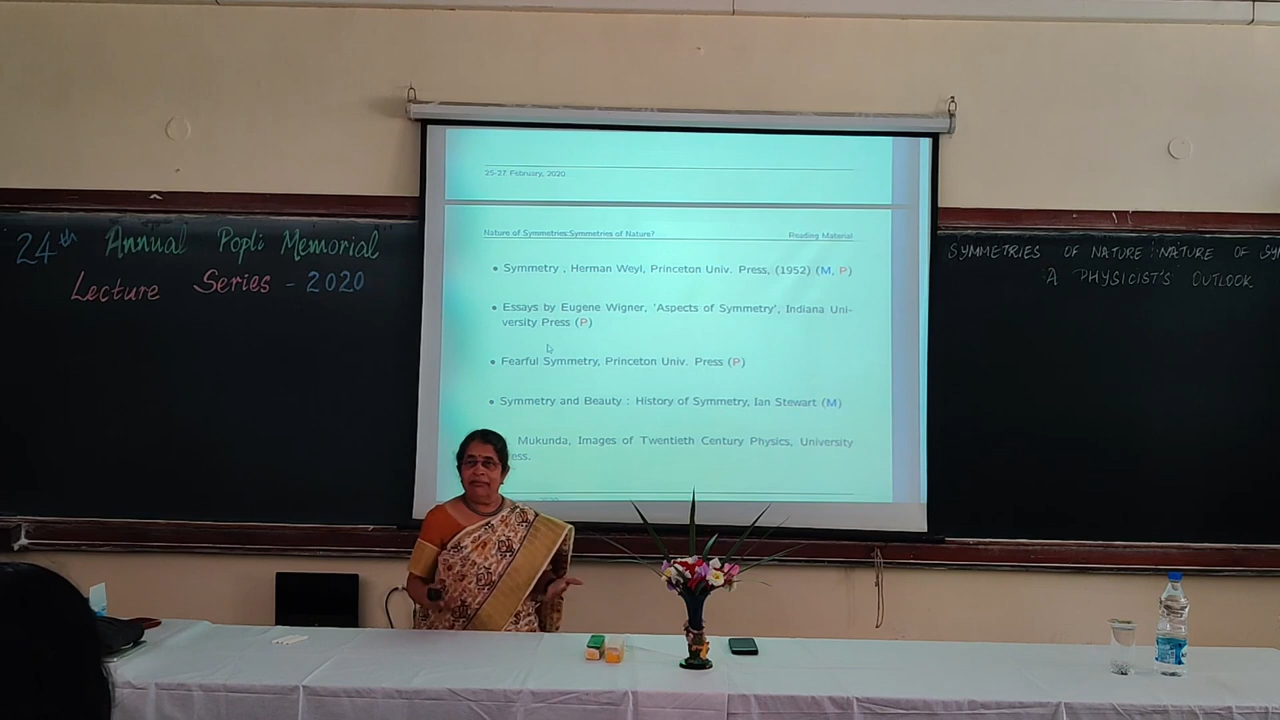 24th Annual Popli Memorial
Lecture Series - 2020
25-27 February, 2020
Nature of Symmetries:Symmetries of Nature? Reading Material
• Symmetry , Herman Weyl, Princeton Univ. Press, (1952) (M, P)
• Essays by Eugene Wigner, 'Aspects of Symmetry', Indiana Uni-
versity Press (P)
• Fearful Symmetry, Princeton Univ. Press (P)
• Symmetry and Beauty : History of Symmetry, Ian Stewart (M)
Mukunda, Images of Twentieth Century Physics, University
ess.
SYMMETRIES OF NATURE : NATURE OF SY
A PHYSICIST'S OUTLOOK